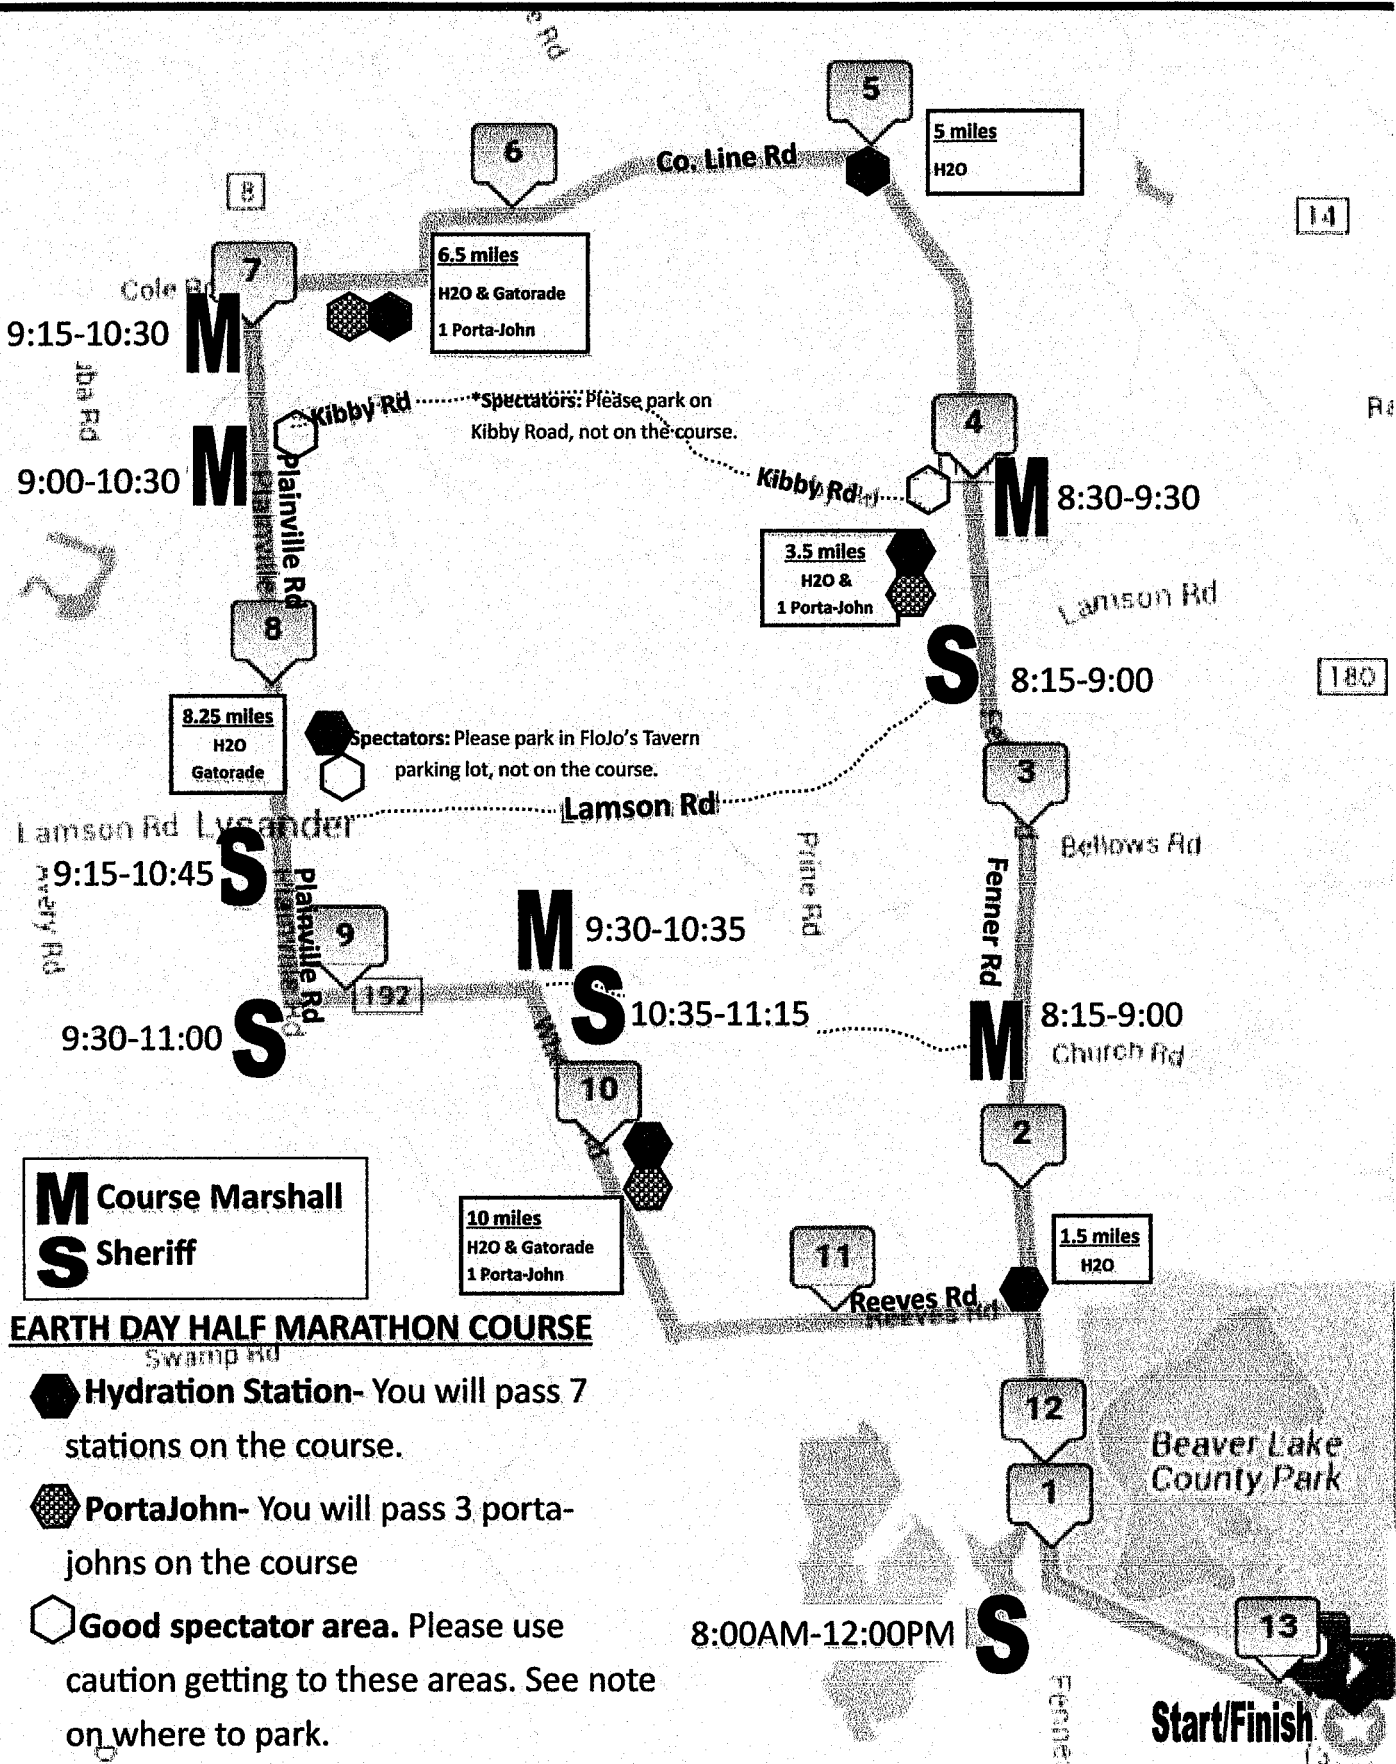 e Rd
5
5 miles
H2O
Co. Line Rd
6
8
14
7
6.5 miles
H2O & Gatorade
1 Porta-John
Cole Rd
M
9:15-10:30
Kibby Rd
*Spectators: Please park on
Kibby Road, not on the course.
4
M
9:00-10:30
Plainville Rd
Kibby Rd
M
8:30-9:30
3.5 miles
H2O &
1 Porta-John
Lamson Rd
8
S
8:15-9:00
180
8.25 miles
H2O
Gatorade
Spectators: Please park in FloJo's Tavern
parking lot, not on the course.
3
Lamson Rd
Lamson Rd
Lysander
Bellows Rd
Prine Rd
S
9:15-10:45
Plainville Rd
Fenner Rd
9
M
9:30-10:35
192
S
10:35-11:15
S
9:30-11:00
M
8:15-9:00
Church Rd
10
2
M Course Marshall
S Sheriff
10 miles
H2O & Gatorade
1 Porta-John
11
Reeves Rd
1.5 miles
H2O
EARTH DAY HALF MARATHON COURSE
Swamp Rd
Hydration Station- You will pass 7
stations on the course.
PortaJohn- You will pass 3 porta-
johns on the course
Good spectator area. Please use
caution getting to these areas. See note
on where to park.
12
1
Beaver Lake
County Park
8:00AM-12:00PM
S
13
Start/Finish